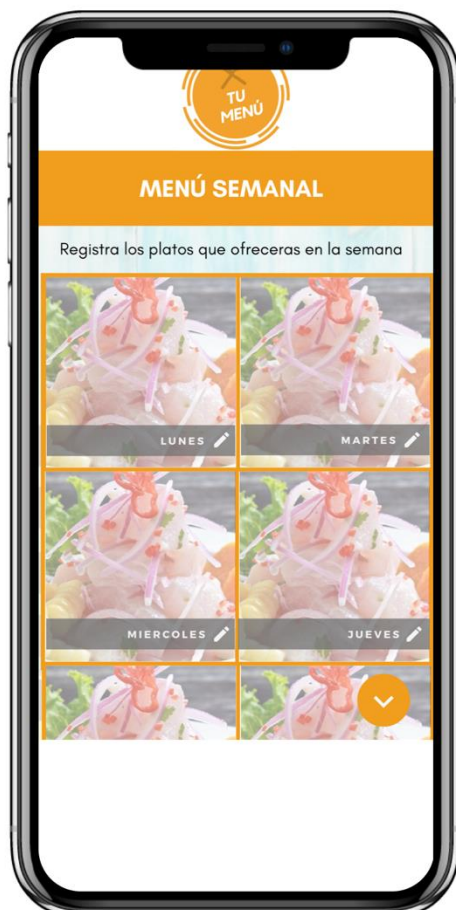 TU
MENÚ
MENÚ SEMANAL
Registra los platos que ofreceras en la semana
LUNES
MARTES
MIERCOLES
JUEVES